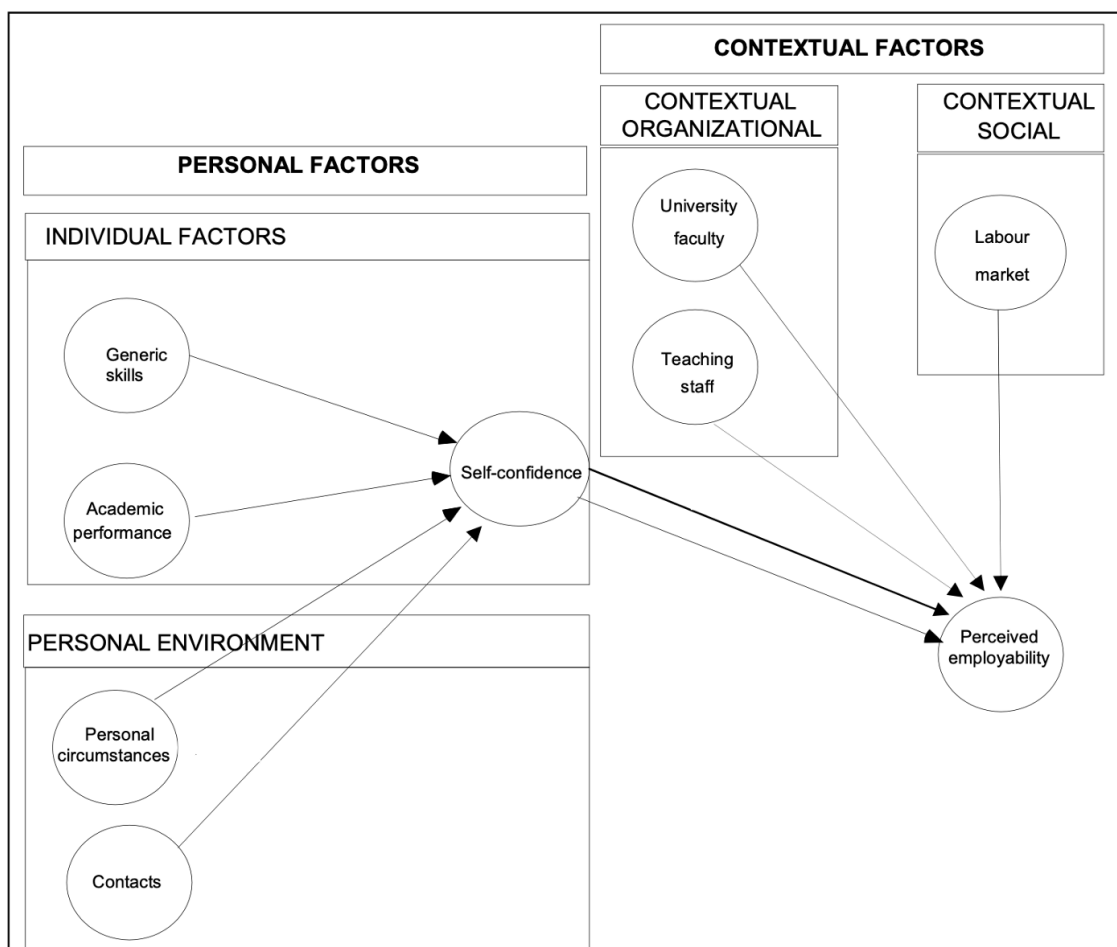 CONTEXTUAL FACTORS
CONTEXTUAL
ORGANIZATIONAL
CONTEXTUAL
SOCIAL
PERSONAL FACTORS
University
faculty
Labour
market
INDIVIDUAL FACTORS
Generic
skills
Teaching
staff
Self-confidence
Academic
performance
PERSONAL ENVIRONMENT
Perceived
employability
Personal
circumstances
Contacts